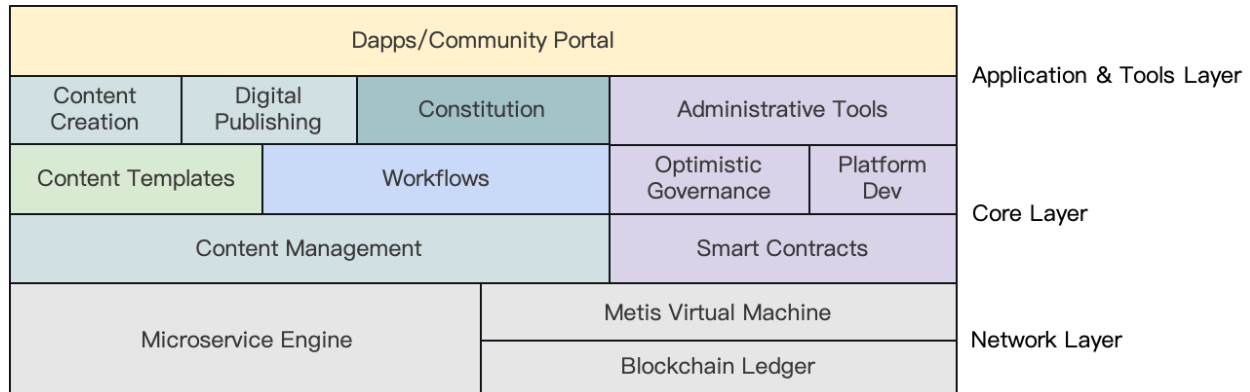 Dapps/Community Portal
Application & Tools Layer
Content
Creation
Digital
Publishing
Constitution
Administrative Tools
Content Templates
Workflows
Optimistic
Governance
Platform
Dev
Core Layer
Content Management
Smart Contracts
Microservice Engine
Metis Virtual Machine
Blockchain Ledger
Network Layer